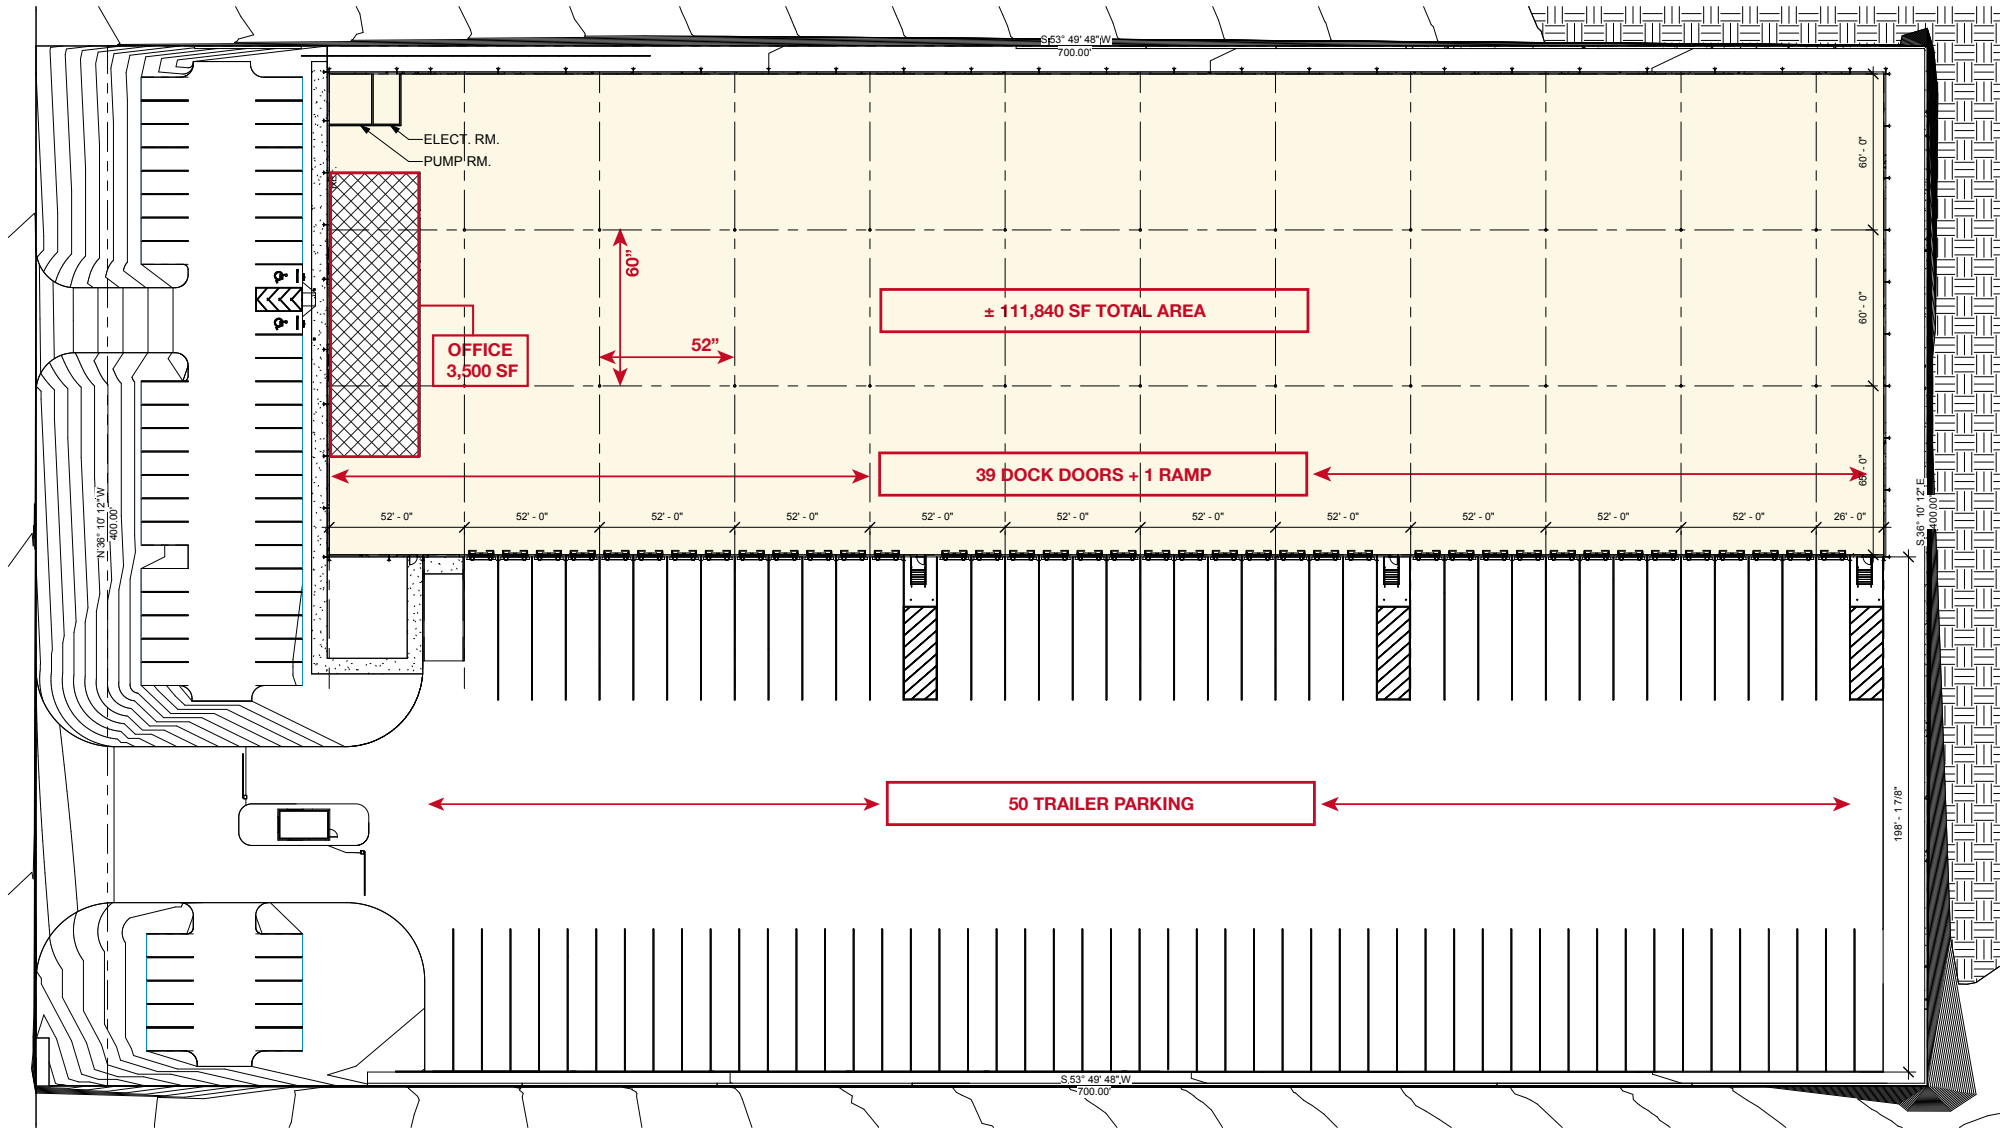 S 53° 49' 48" W
700.00'
ELECT. RM.
PUMP RM.
60' - 0"
60”
± 111,840 SF TOTAL AREA
60' - 0"
OFFICE
3,500 SF
52”
39 DOCK DOORS + 1 RAMP
65' - 0"
N 36° 10' 12" W
400.00'
S 36° 10' 12" E
400.00'
52' - 0"
52' - 0"
52' - 0"
52' - 0"
52' - 0"
52' - 0"
52' - 0"
52' - 0"
52' - 0"
52' - 0"
52' - 0"
26' - 0"
50 TRAILER PARKING
198' - 1 7/8"
S 53° 49' 48" W
700.00'